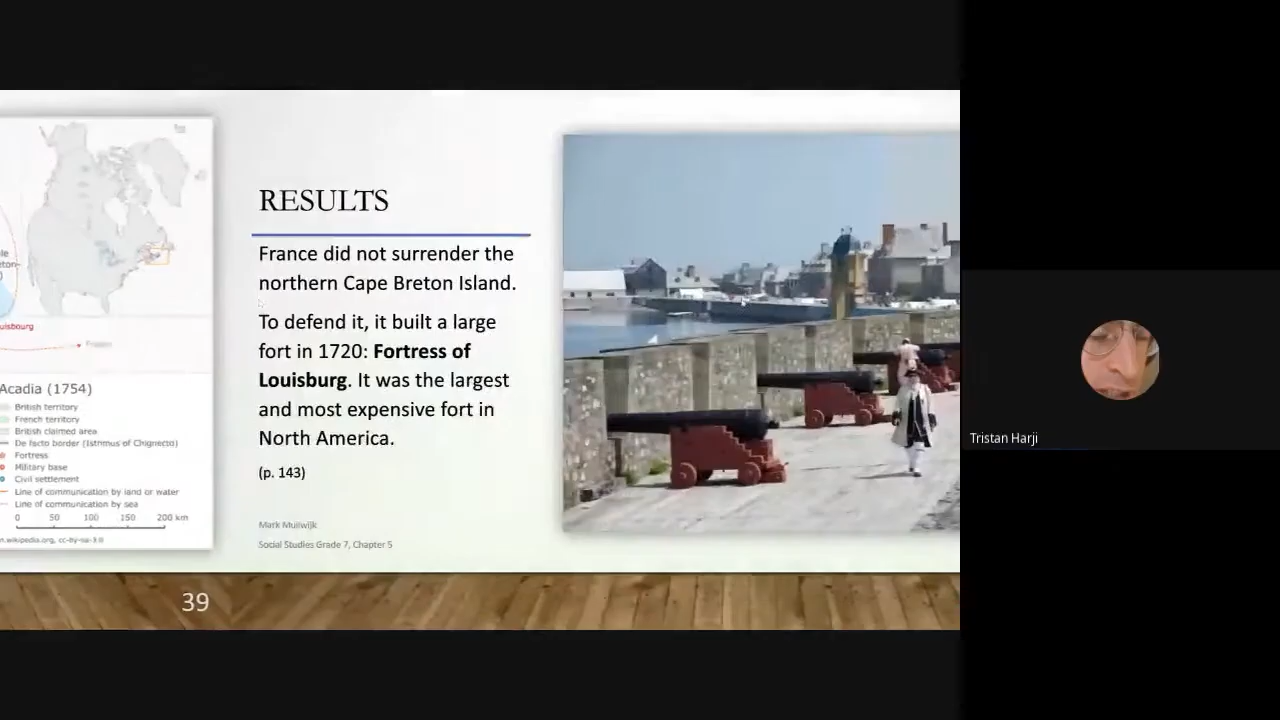 uisbourg
Acadia (1754)
British territory
French territory
British claimed area
De facto border (Isthmus of Chignecto)
Fortress
Military base
Civil settlement
Line of communication by land or water
Line of communication by sea
0 50 100 150 200 km
n.wikipedia.org, cc-by-sa-3.0
RESULTS
France did not surrender the
northern Cape Breton Island.
To defend it, it built a large
fort in 1720: Fortress of
Louisburg. It was the largest
and most expensive fort in
North America.
(p. 143)
Mark Muilwijk
Social Studies Grade 7, Chapter 5
39
Tristan Harji